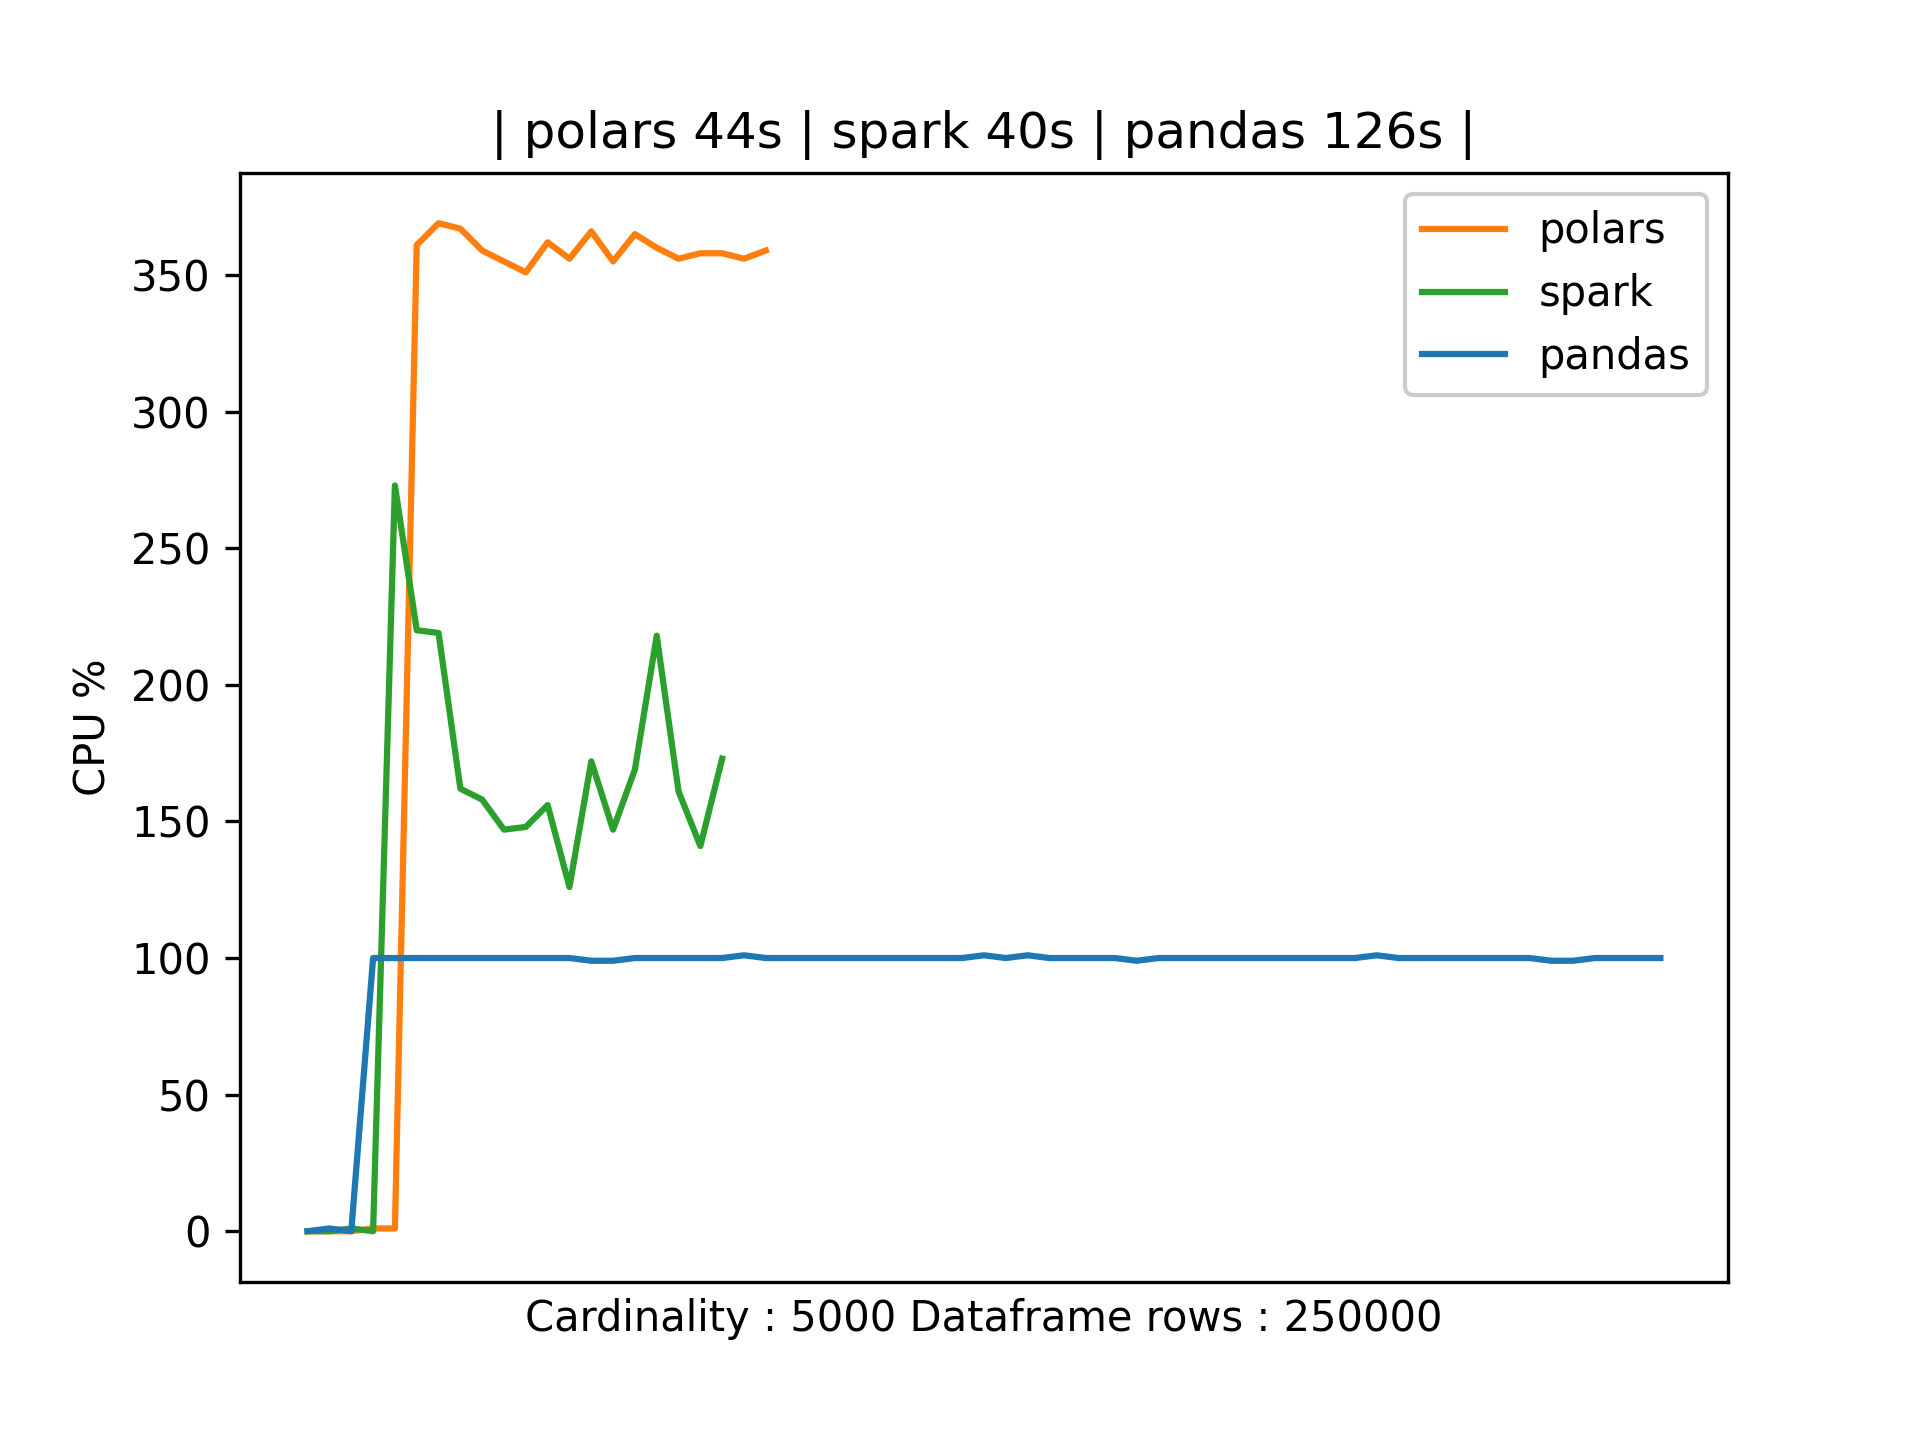 | polars 44s | spark 40s | pandas 126s |
polars
spark
pandas
350
300
250
200
150
100
50
0
CPU %
Cardinality : 5000 Dataframe rows : 250000